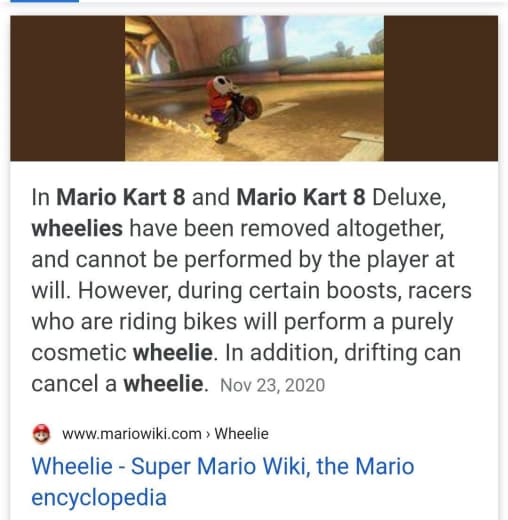 In Mario Kart 8 and Mario Kart 8 Deluxe,
wheelies have been removed altogether,
and cannot be performed by the player at
will. However, during certain boosts, racers
who are riding bikes will perform a purely
cosmetic wheelie. In addition, drifting can
cancel a wheelie. Nov 23, 2020
www.mariowiki.com › Wheelie
Wheelie - Super Mario Wiki, the Mario
encyclopedia